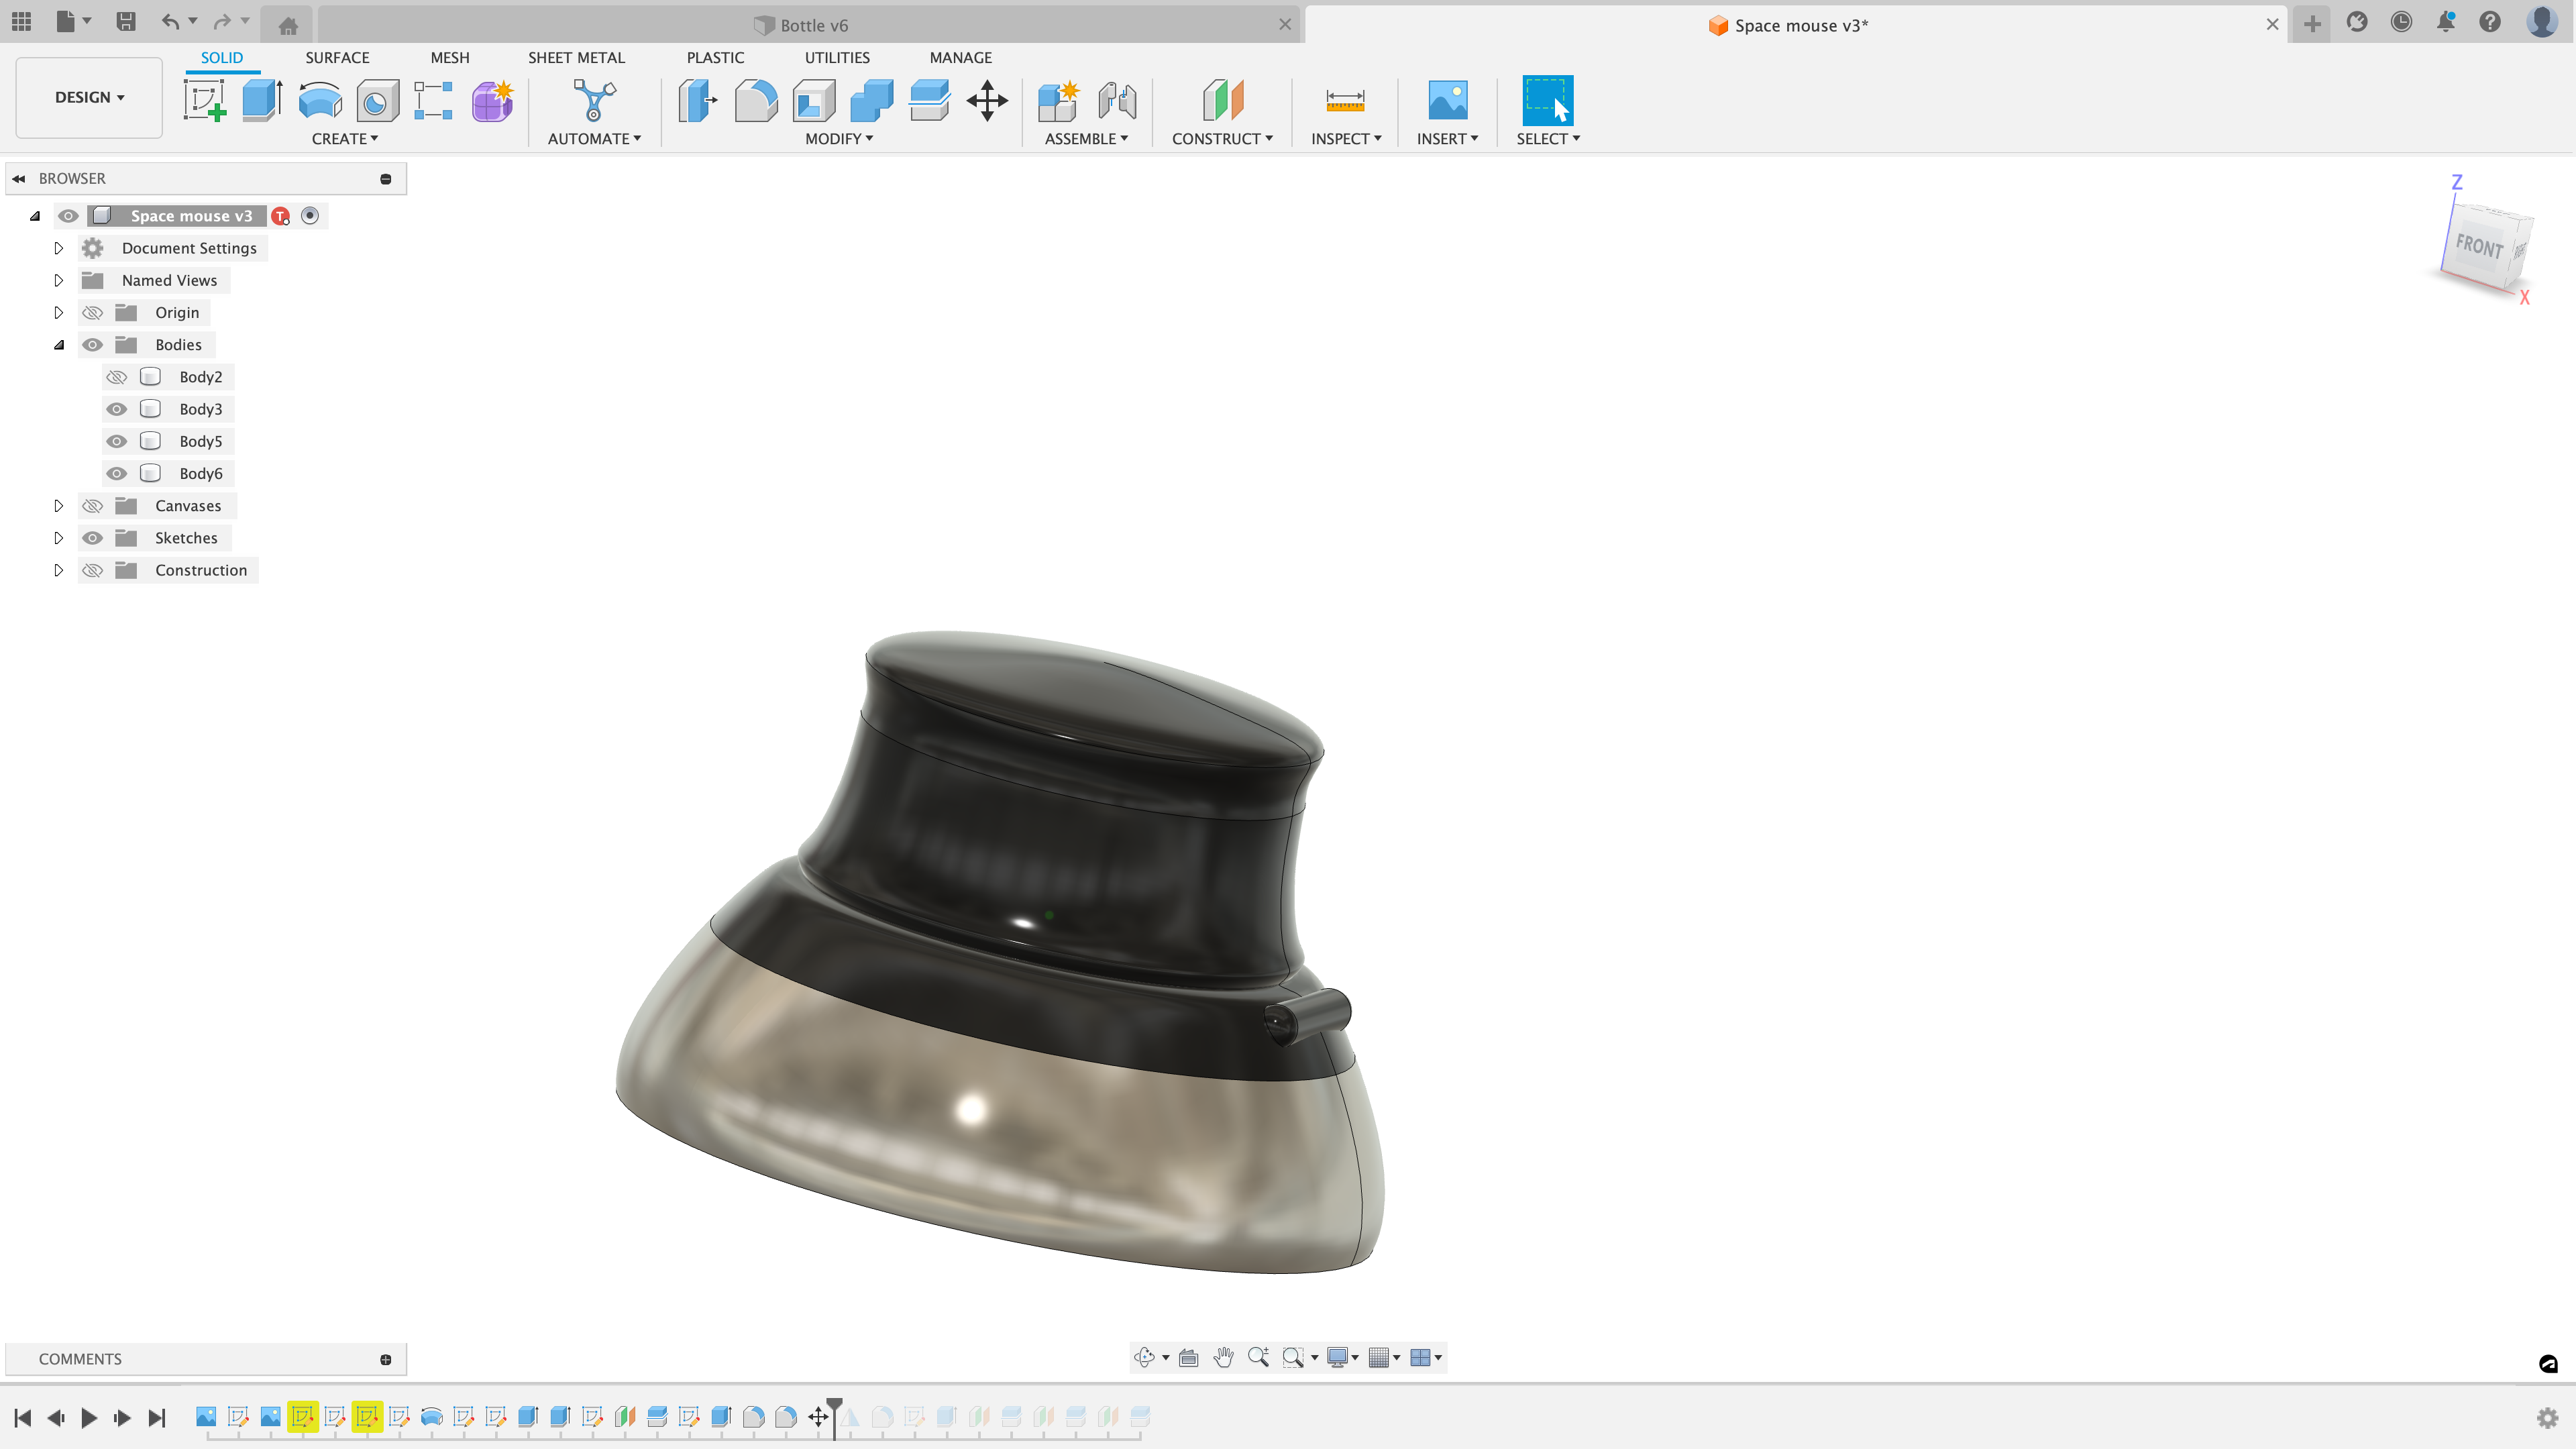 Bottle v6
Space mouse v3*
SOLID SURFACE MESH SHEET METAL PLASTIC UTILITIES MANAGE
DESIGN
CREATE AUTOMATE MODIFY ASSEMBLE CONSTRUCT INSPECT INSERT SELECT
BROWSER
Space mouse v3
T
Document Settings
Named Views
Origin
Bodies
Body2
Body3
Body5
Body6
Canvases
Sketches
Construction
Z
FRONT
X
COMMENTS